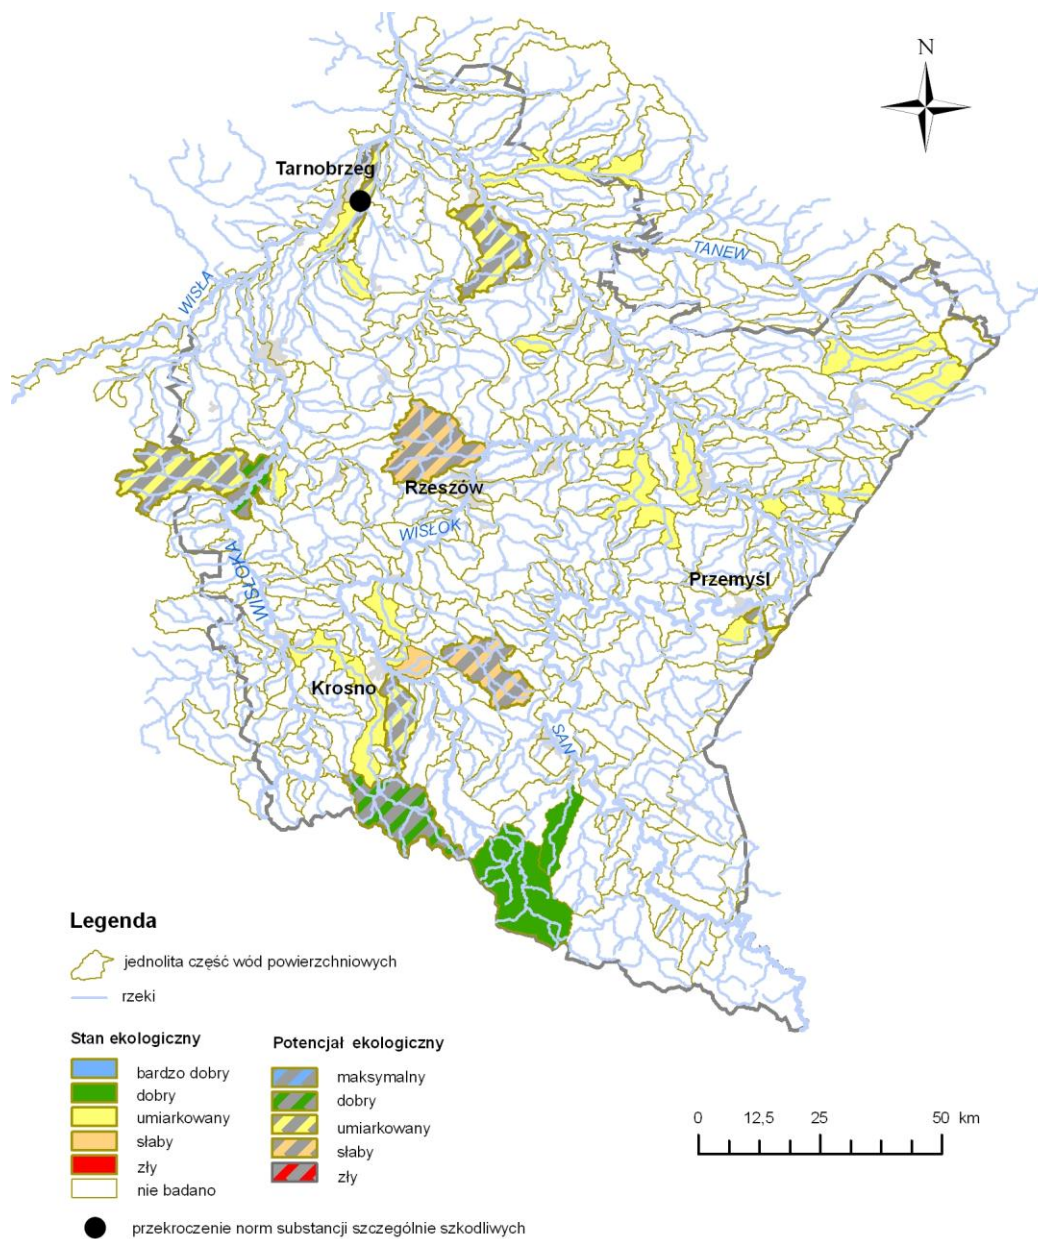 N
Tarnobrzeg
TANEW
WISŁA
Rzeszów
WISŁOK
WISŁOKA
Przemyśl
Krosno
SAN
Legenda
jednolita część wód powierzchniowych
rzeki
Stan ekologiczny
bardzo dobry
dobry
umiarkowany
słaby
zły
nie badano
Potencjał ekologiczny
maksymalny
dobry
umiarkowany
słaby
zły
0 12,5 25 50 km
przekroczenie norm substancji szczególnie szkodliwych